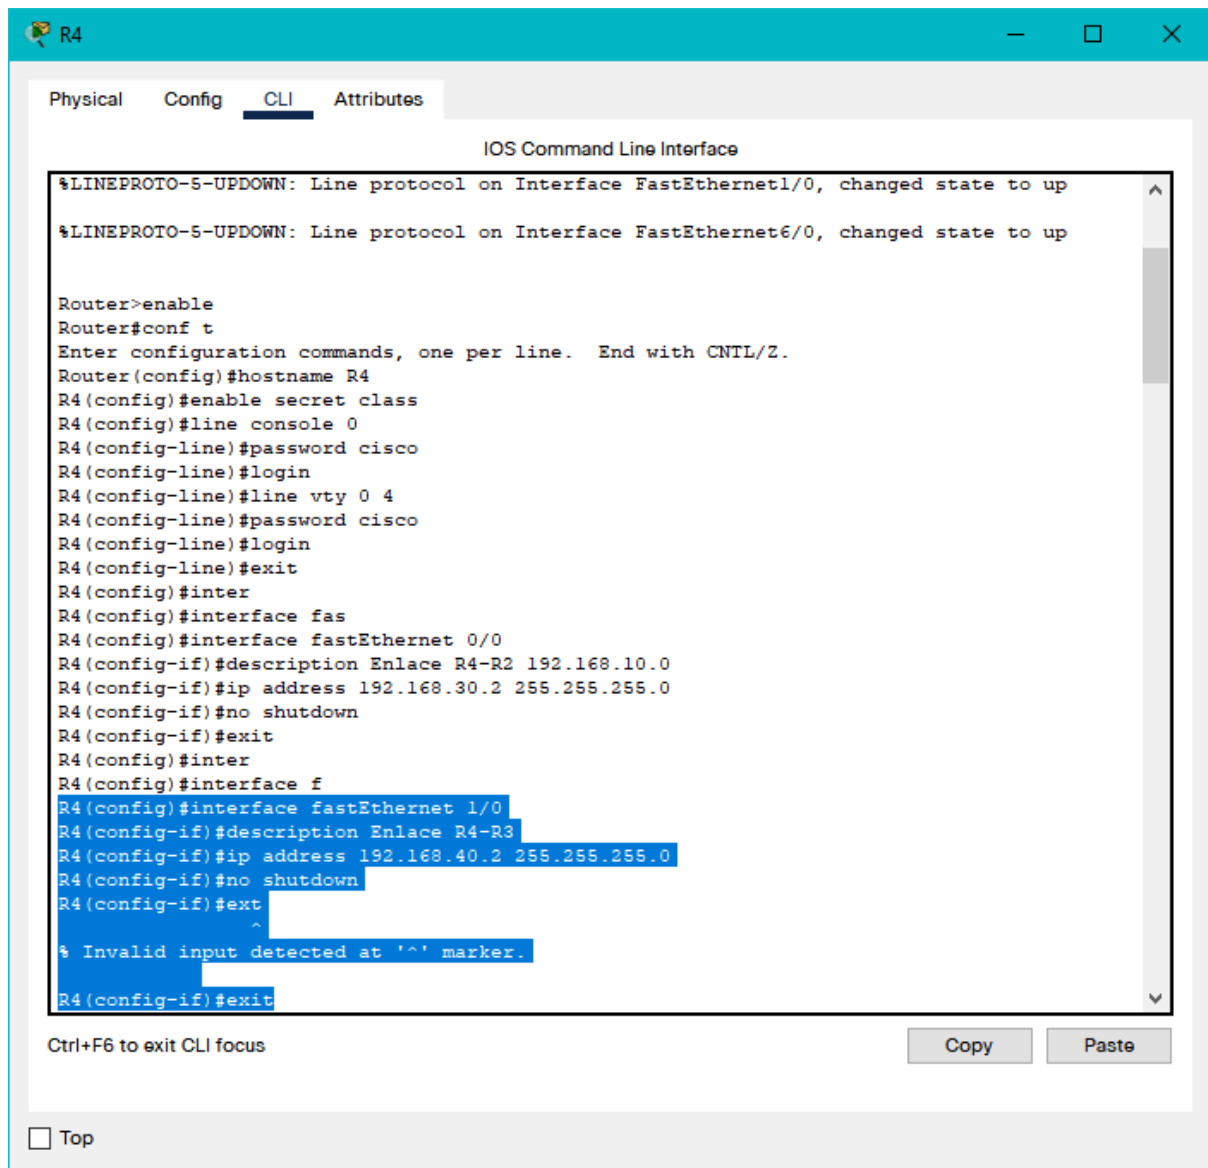 R4
Physical Config CLI Attributes
IOS Command Line Interface
%LINEPROTO-5-UPDOWN: Line protocol on Interface FastEthernet1/0, changed state to up
%LINEPROTO-5-UPDOWN: Line protocol on Interface FastEthernet6/0, changed state to up
Router>enable
Router#conf t
Enter configuration commands, one per line.  End with CNTL/Z.
Router(config)#hostname R4
R4(config)#enable secret class
R4(config)#line console 0
R4(config-line)#password cisco
R4(config-line)#login
R4(config-line)#line vty 0 4
R4(config-line)#password cisco
R4(config-line)#login
R4(config-line)#exit
R4(config)#inter
R4(config)#interface fas
R4(config)#interface fastEthernet 0/0
R4(config-if)#description Enlace R4-R2 192.168.10.0
R4(config-if)#ip address 192.168.30.2 255.255.255.0
R4(config-if)#no shutdown
R4(config-if)#exit
R4(config)#inter
R4(config)#interface f
R4(config)#interface fastEthernet 1/0
R4(config-if)#description Enlace R4-R3
R4(config-if)#ip address 192.168.40.2 255.255.255.0
R4(config-if)#no shutdown
R4(config-if)#ext
^
% Invalid input detected at '^' marker.
R4(config-if)#exit
Ctrl+F6 to exit CLI focus
Copy Paste
Top